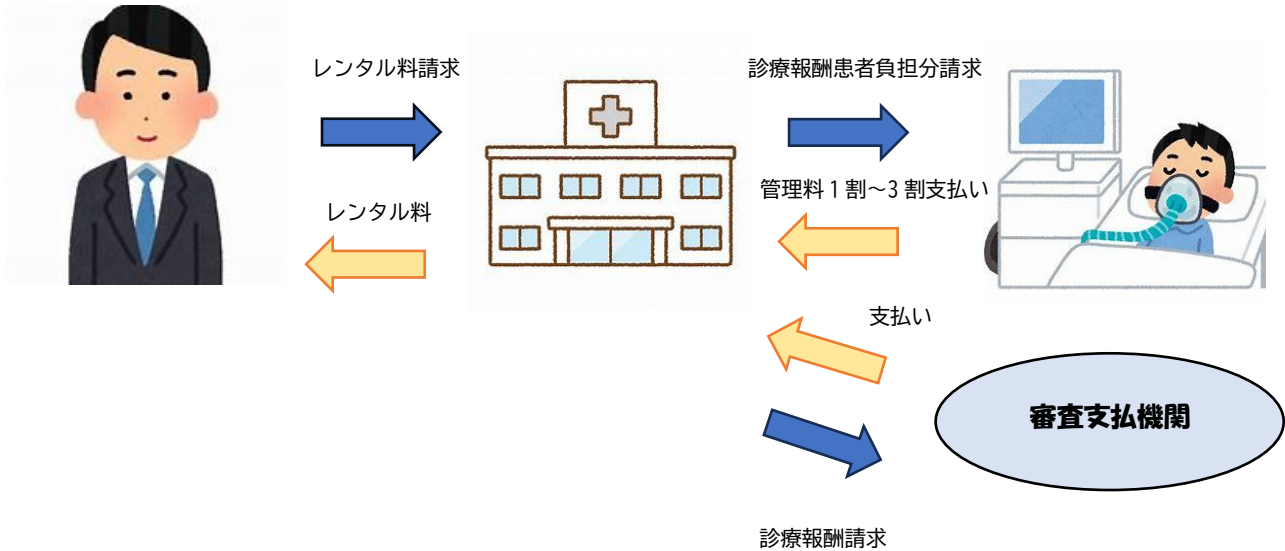 レンタル料請求
診療報酬患者負担分請求
レンタル料
管理料１割～３割支払い
支払い
審査支払機関
診療報酬請求